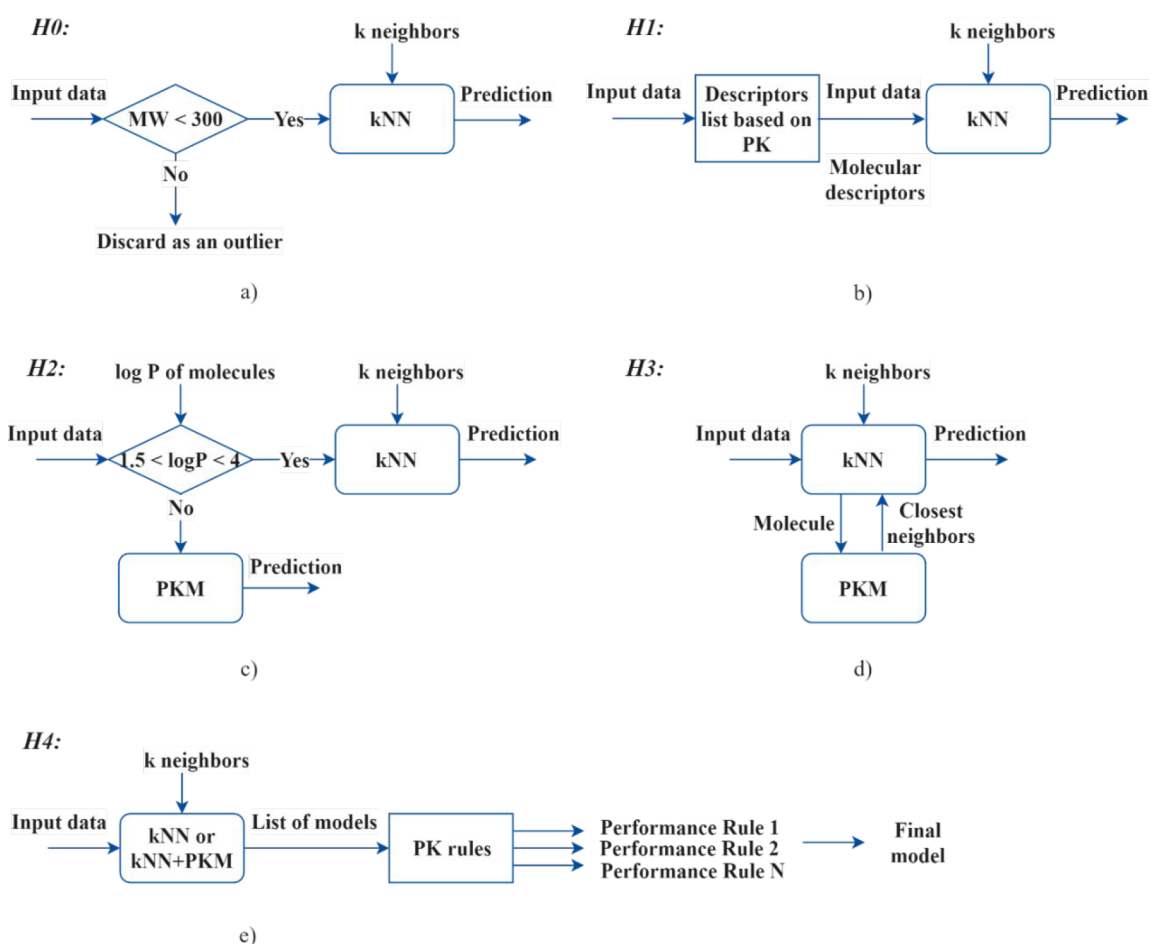 H0:
k neighbors
Input data
MW < 300
Yes
kNN
Prediction
No
Discard as an outlier
a)
H1:
k neighbors
Input data
Descriptors
list based on
PK
Input data
Molecular
descriptors
kNN
Prediction
b)
H2:
log P of molecules
k neighbors
Input data
1.5 < logP < 4
Yes
kNN
Prediction
No
PKM
Prediction
c)
H3:
k neighbors
Input data
kNN
Prediction
Molecule
Closest
neighbors
PKM
d)
H4:
k neighbors
Input data
kNN or
kNN+PKM
List of models
PK rules
Performance Rule 1
Performance Rule 2
Performance Rule N
Final
model
e)